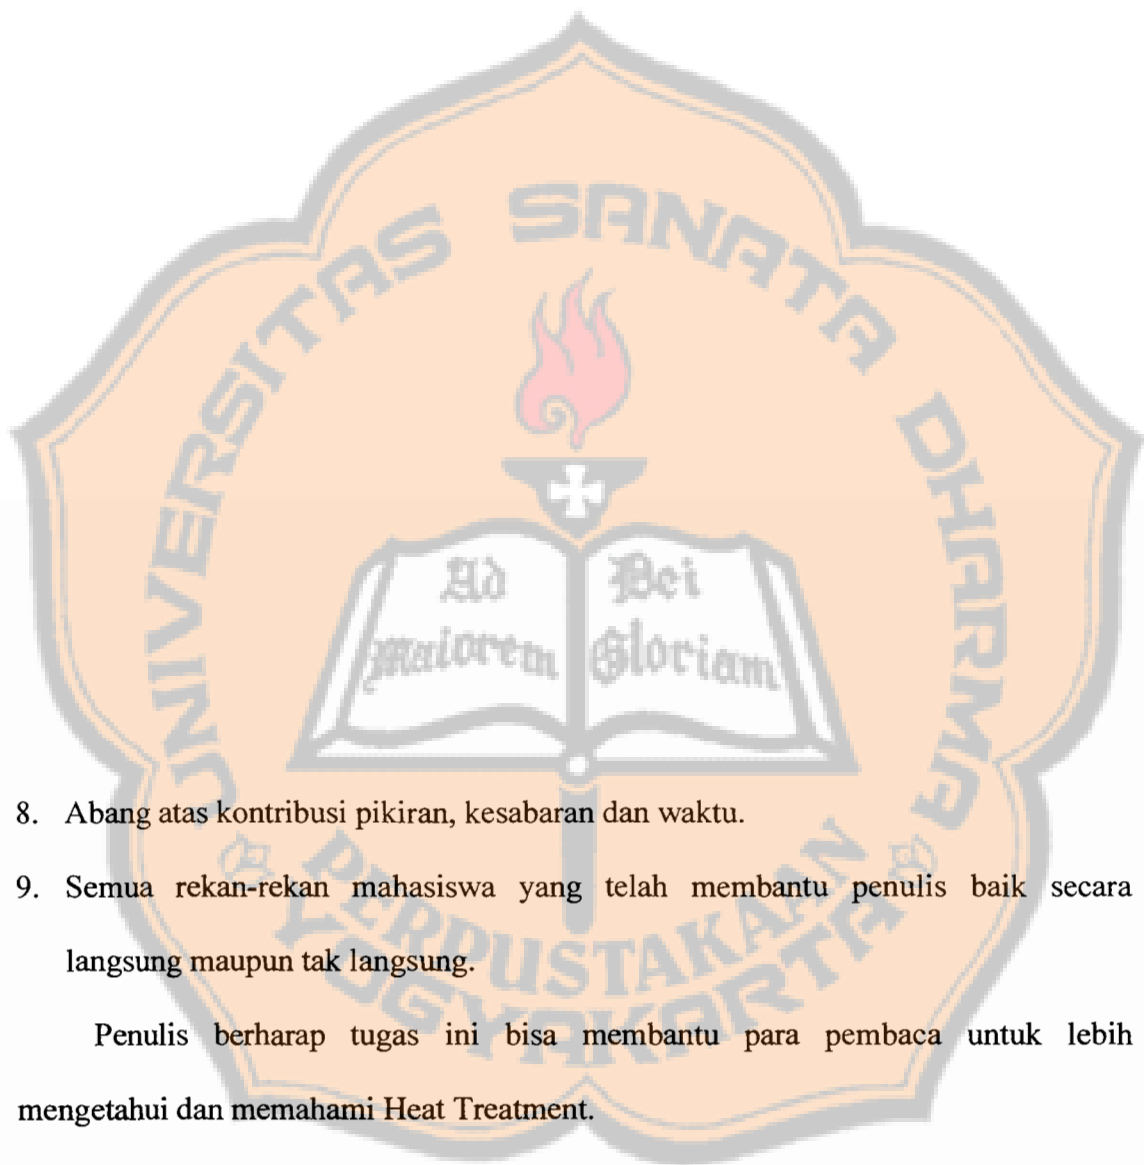 UNIVERSITAS SANATA DHARMA
Ad Dei
maiorem Gloriam
8. Abang atas kontribusi pikiran, kesabaran dan waktu.
9. Semua rekan-rekan mahasiswa yang telah membantu penulis baik secara
langsung maupun tak langsung.
PERPUSTAKAAN
YOGYAKARTA
Penulis berharap tugas ini bisa membantu para pembaca untuk lebih
mengetahui dan memahami Heat Treatment.